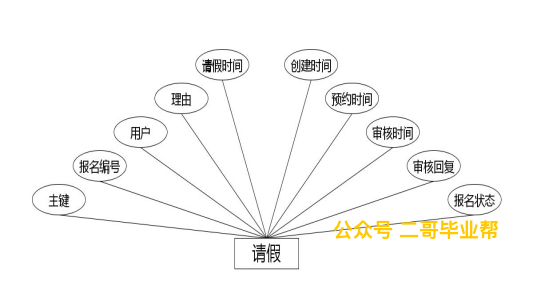 请假时间
创建时间
理由
预约时间
用户
审核时间
报名编号
审核回复
主键
报名状态
公众号 二哥毕业帮
请假